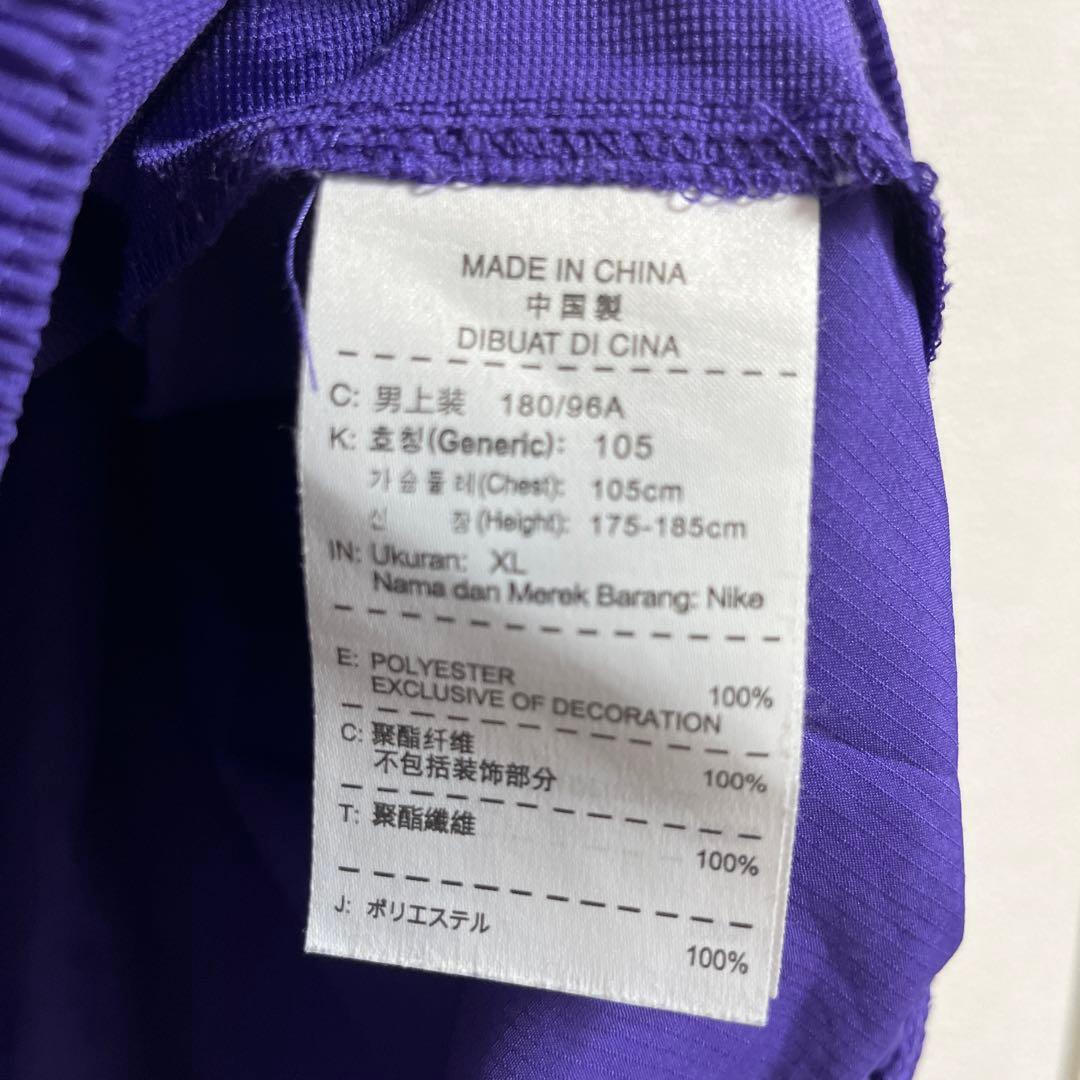 MADE IN CHINA
中国製
DIBUAT DI CINA
C: 男上装 180/96A
K: 호칭(Generic): 105
가슴둘레(Chest): 105cm
신 장(Height): 175-185cm
IN: Ukuran: XL
Nama dan Merek Barang: Nike
E: POLYESTER 100%
EXCLUSIVE OF DECORATION
C: 聚酯纤维 100%
不包括装饰部分
T: 聚酯纖維 100%
J: ポリエステル 100%